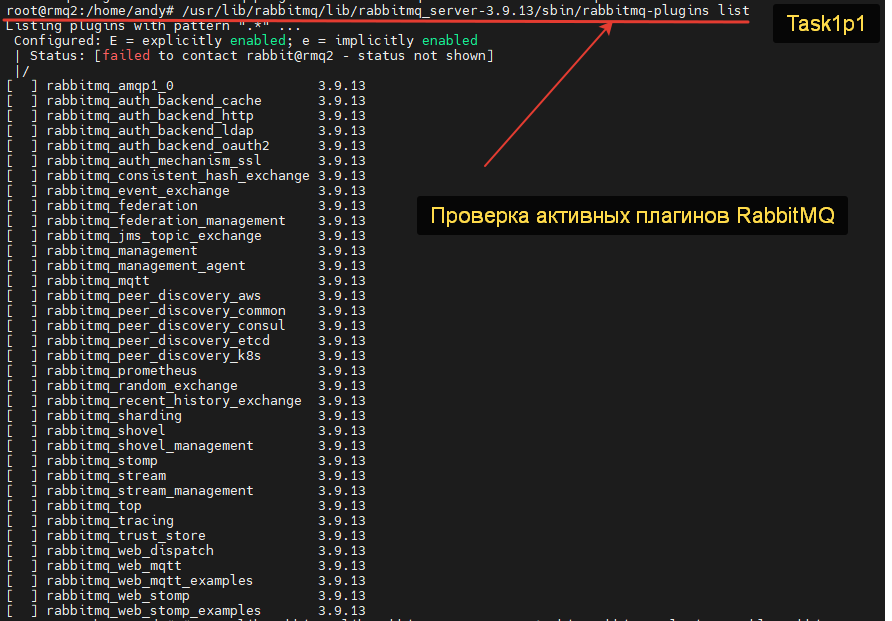 root@rmq2:/home/andy# /usr/lib/rabbitmq/lib/rabbitmq_server-3.9.13/sbin/rabbitmq-plugins list
Task1p1
Listing plugins with pattern ".*" ...
 Configured: E = explicitly enabled; e = implicitly enabled
 | Status: [failed to contact rabbit@rmq2 - status not shown]
 |/
[  ] rabbitmq_amqp1_0                  3.9.13
[  ] rabbitmq_auth_backend_cache       3.9.13
[  ] rabbitmq_auth_backend_http        3.9.13
[  ] rabbitmq_auth_backend_ldap        3.9.13
[  ] rabbitmq_auth_backend_oauth2      3.9.13
[  ] rabbitmq_auth_mechanism_ssl       3.9.13
[  ] rabbitmq_consistent_hash_exchange 3.9.13
[  ] rabbitmq_event_exchange           3.9.13
[  ] rabbitmq_federation               3.9.13
[  ] rabbitmq_federation_management    3.9.13
Проверка активных плагинов RabbitMQ
[  ] rabbitmq_jms_topic_exchange       3.9.13
[  ] rabbitmq_management               3.9.13
[  ] rabbitmq_management_agent         3.9.13
[  ] rabbitmq_mqtt                     3.9.13
[  ] rabbitmq_peer_discovery_aws       3.9.13
[  ] rabbitmq_peer_discovery_common    3.9.13
[  ] rabbitmq_peer_discovery_consul    3.9.13
[  ] rabbitmq_peer_discovery_etcd      3.9.13
[  ] rabbitmq_peer_discovery_k8s       3.9.13
[  ] rabbitmq_prometheus               3.9.13
[  ] rabbitmq_random_exchange          3.9.13
[  ] rabbitmq_recent_history_exchange  3.9.13
[  ] rabbitmq_sharding                 3.9.13
[  ] rabbitmq_shovel                   3.9.13
[  ] rabbitmq_shovel_management        3.9.13
[  ] rabbitmq_stomp                    3.9.13
[  ] rabbitmq_stream                   3.9.13
[  ] rabbitmq_stream_management        3.9.13
[  ] rabbitmq_top                      3.9.13
[  ] rabbitmq_tracing                  3.9.13
[  ] rabbitmq_trust_store              3.9.13
[  ] rabbitmq_web_dispatch             3.9.13
[  ] rabbitmq_web_mqtt                 3.9.13
[  ] rabbitmq_web_mqtt_examples        3.9.13
[  ] rabbitmq_web_stomp                3.9.13
[  ] rabbitmq_web_stomp_examples       3.9.13